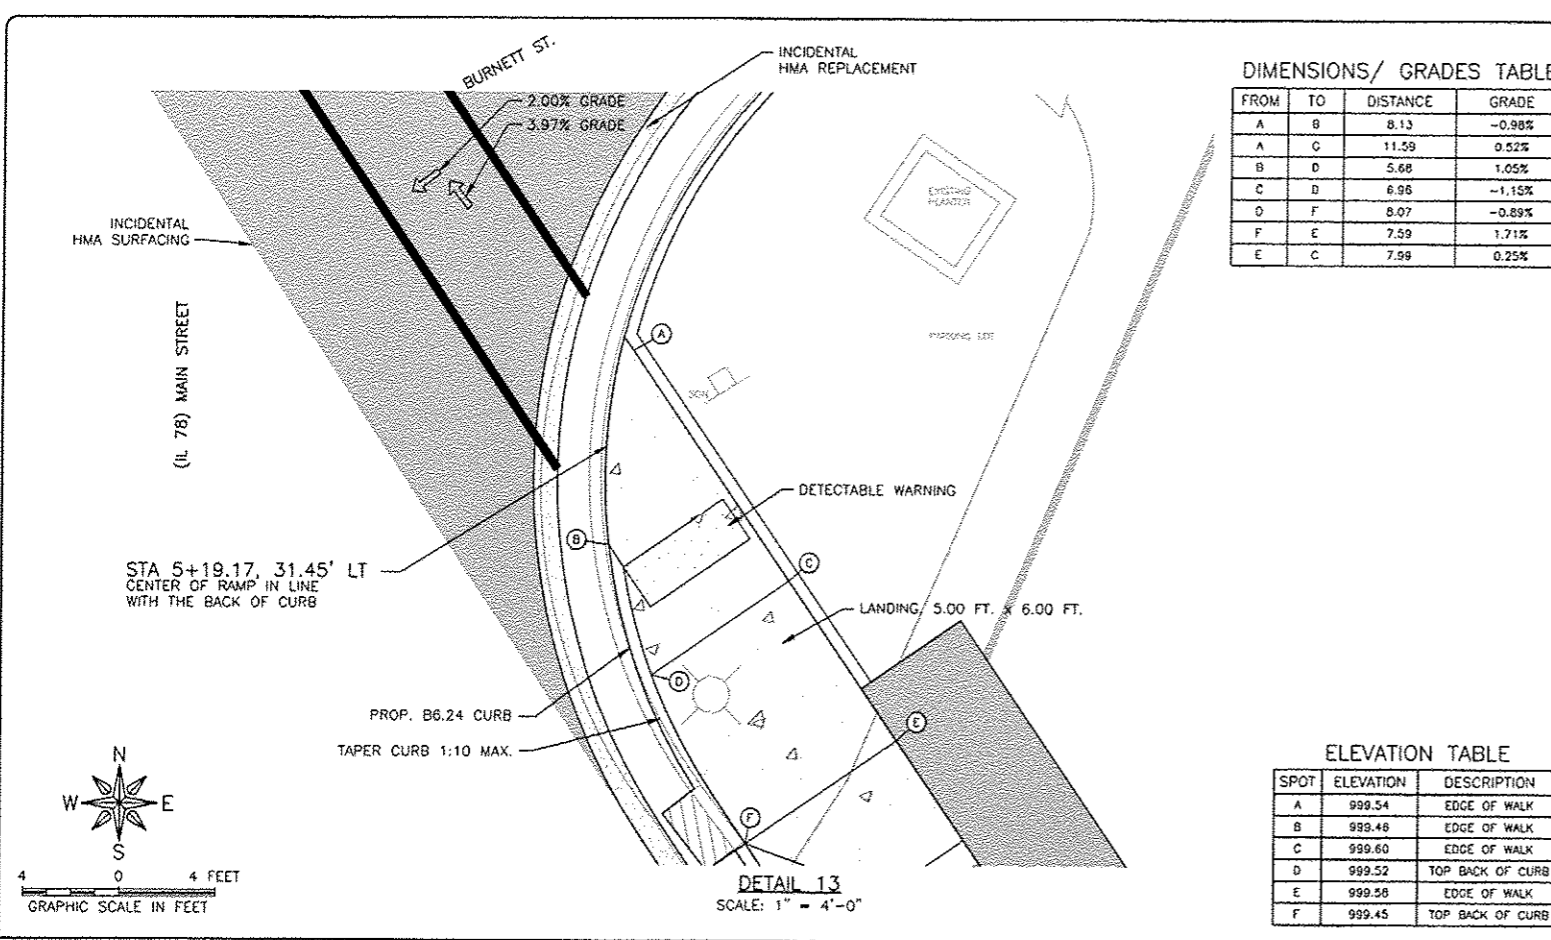 BURNETT ST.
INCIDENTAL
HMA REPLACEMENT
2.00% GRADE
3.97% GRADE
INCIDENTAL
HMA SURFACING
(IL 78) MAIN STREET
EXISTING
PLANTER
PARKING LOT
SIGN
A
DETECTABLE WARNING
B
C
STA 5+19.17, 31.45' LT
CENTER OF RAMP IN LINE
WITH THE BACK OF CURB
LANDING, 5.00 FT. X 6.00 FT.
D
PROP. B6.24 CURB
E
TAPER CURB 1:10 MAX.
F
N
W E
S
4 0 4 FEET
GRAPHIC SCALE IN FEET
DETAIL 13
SCALE: 1" = 4'-0"
DIMENSIONS/ GRADES TABLE
FROM TO DISTANCE GRADE
A B 8.13 -0.98%
A C 11.59 0.52%
B D 5.68 1.05%
C D 6.96 -1.15%
D F 8.07 -0.89%
F E 7.59 1.71%
E C 7.99 0.25%
ELEVATION TABLE
SPOT ELEVATION DESCRIPTION
A 999.54 EDGE OF WALK
B 999.46 EDGE OF WALK
C 999.60 EDGE OF WALK
D 999.52 TOP BACK OF CURB
E 999.58 EDGE OF WALK
F 999.45 TOP BACK OF CURB